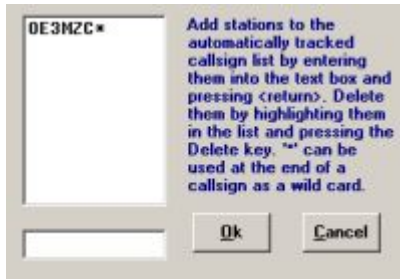 OE3MZC*
Add stations to the
automatically tracked
callsign list by entering
them into the text box and
pressing <return>. Delete
them by highlighting them
in the list and pressing the
Delete key. '*' can be
used at the end of a
callsign as a wild card.
Ok
Cancel